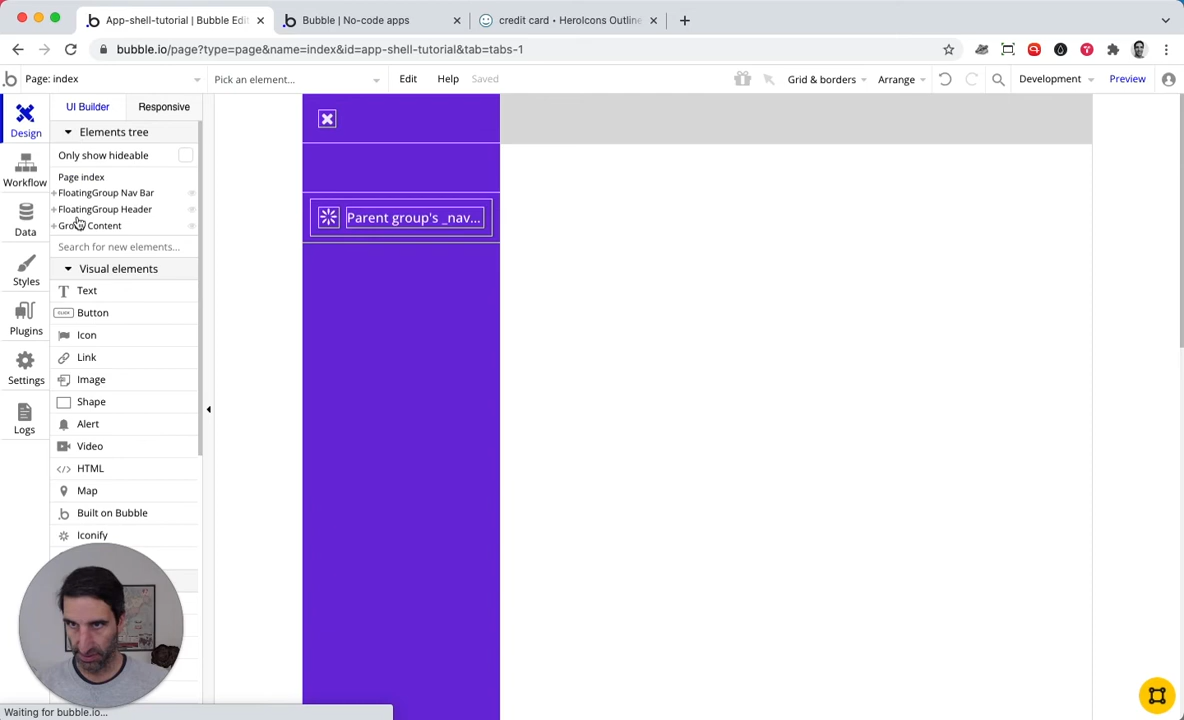 App-shell-tutorial | Bubble Edi
Bubble | No-code apps
credit card • HeroIcons Outline
bubble.io/page?type=page&name=index&id=app-shell-tutorial&tab=tabs-1
Page: index
Pick an element...
Edit
Help
Saved
Grid & borders
Arrange
Development
Preview
UI Builder
Responsive
Design
Elements tree
Only show hideable
Workflow
Page index
FloatingGroup Nav Bar
FloatingGroup Header
Parent group's _nav...
Data
Group Content
Search for new elements...
Visual elements
Styles
Text
Button
Plugins
Icon
Link
Settings
Image
Shape
Logs
Alert
Video
HTML
Map
Built on Bubble
Iconify
Waiting for bubble.io...